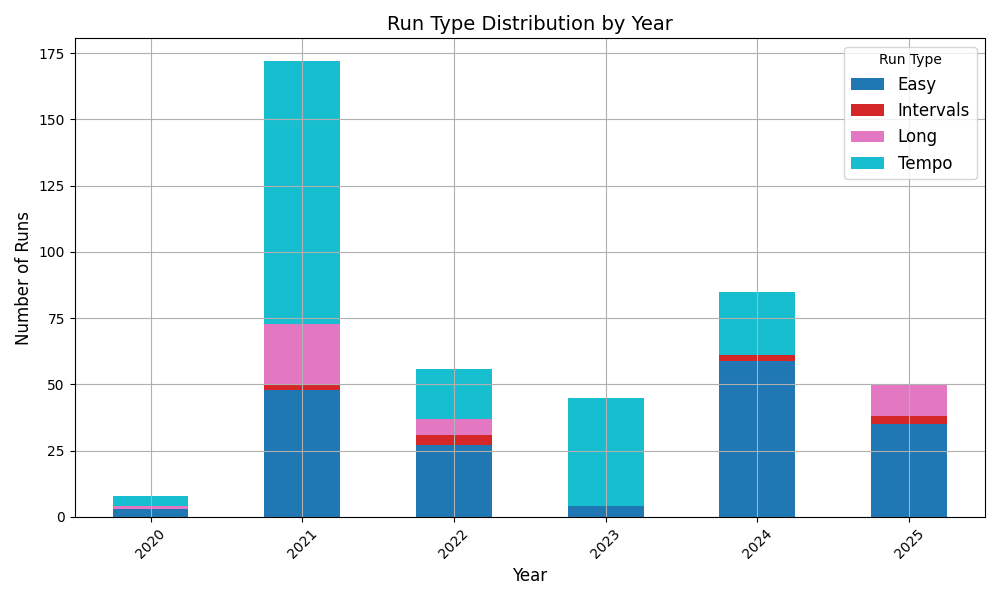 Run Type Distribution by Year
Number of Runs
175
150
125
100
75
50
25
0
Run Type
Easy
Intervals
Long
Tempo
2020
2021
2022
2023
2024
2025
Year